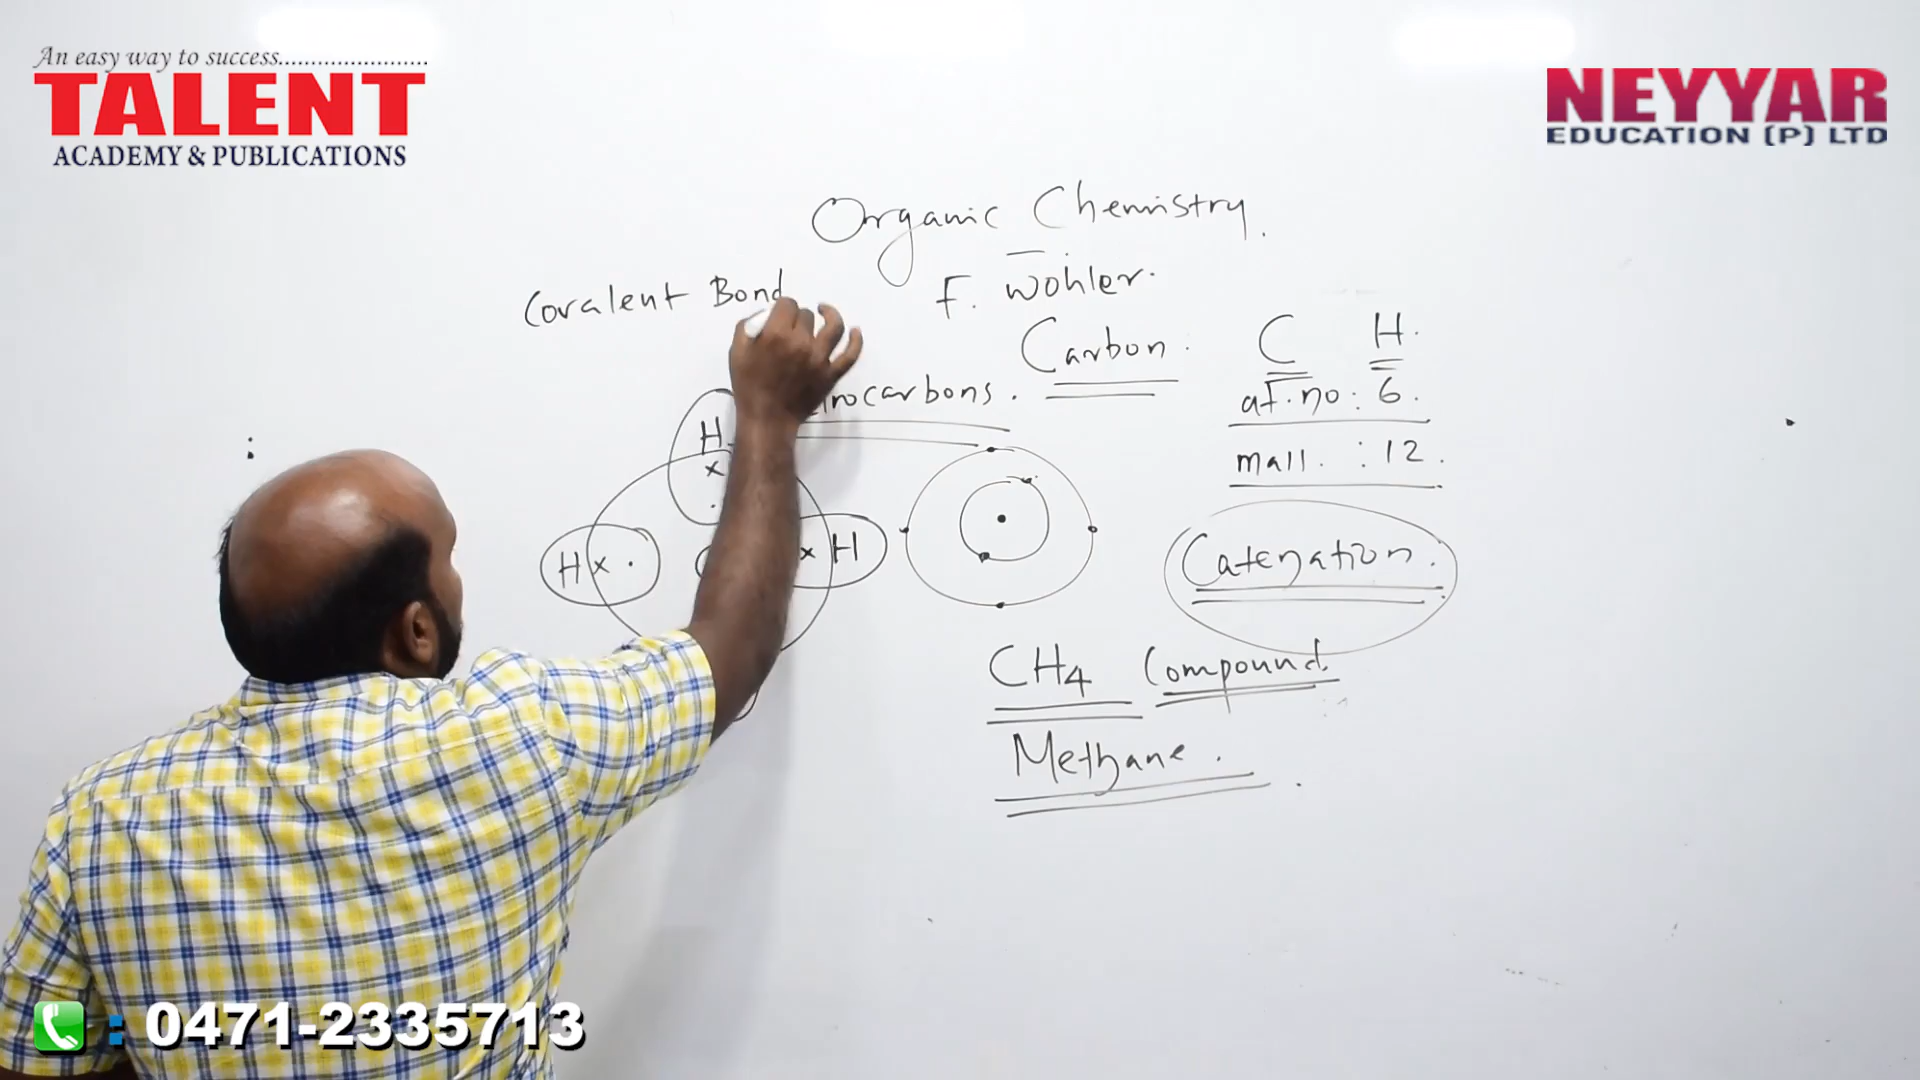 An easy way to success........................
TALENT
ACADEMY & PUBLICATIONS
NEYYAR
EDUCATION (P) LTD
Organic Chemistry.
F. Wohler.
Covalent Bond
Carbon.
C H.
at.no: 6.
mass. : 12.
H
x
H x .
x H
Catenation.
CH4 Compound.
Methane.
: 0471-2335713